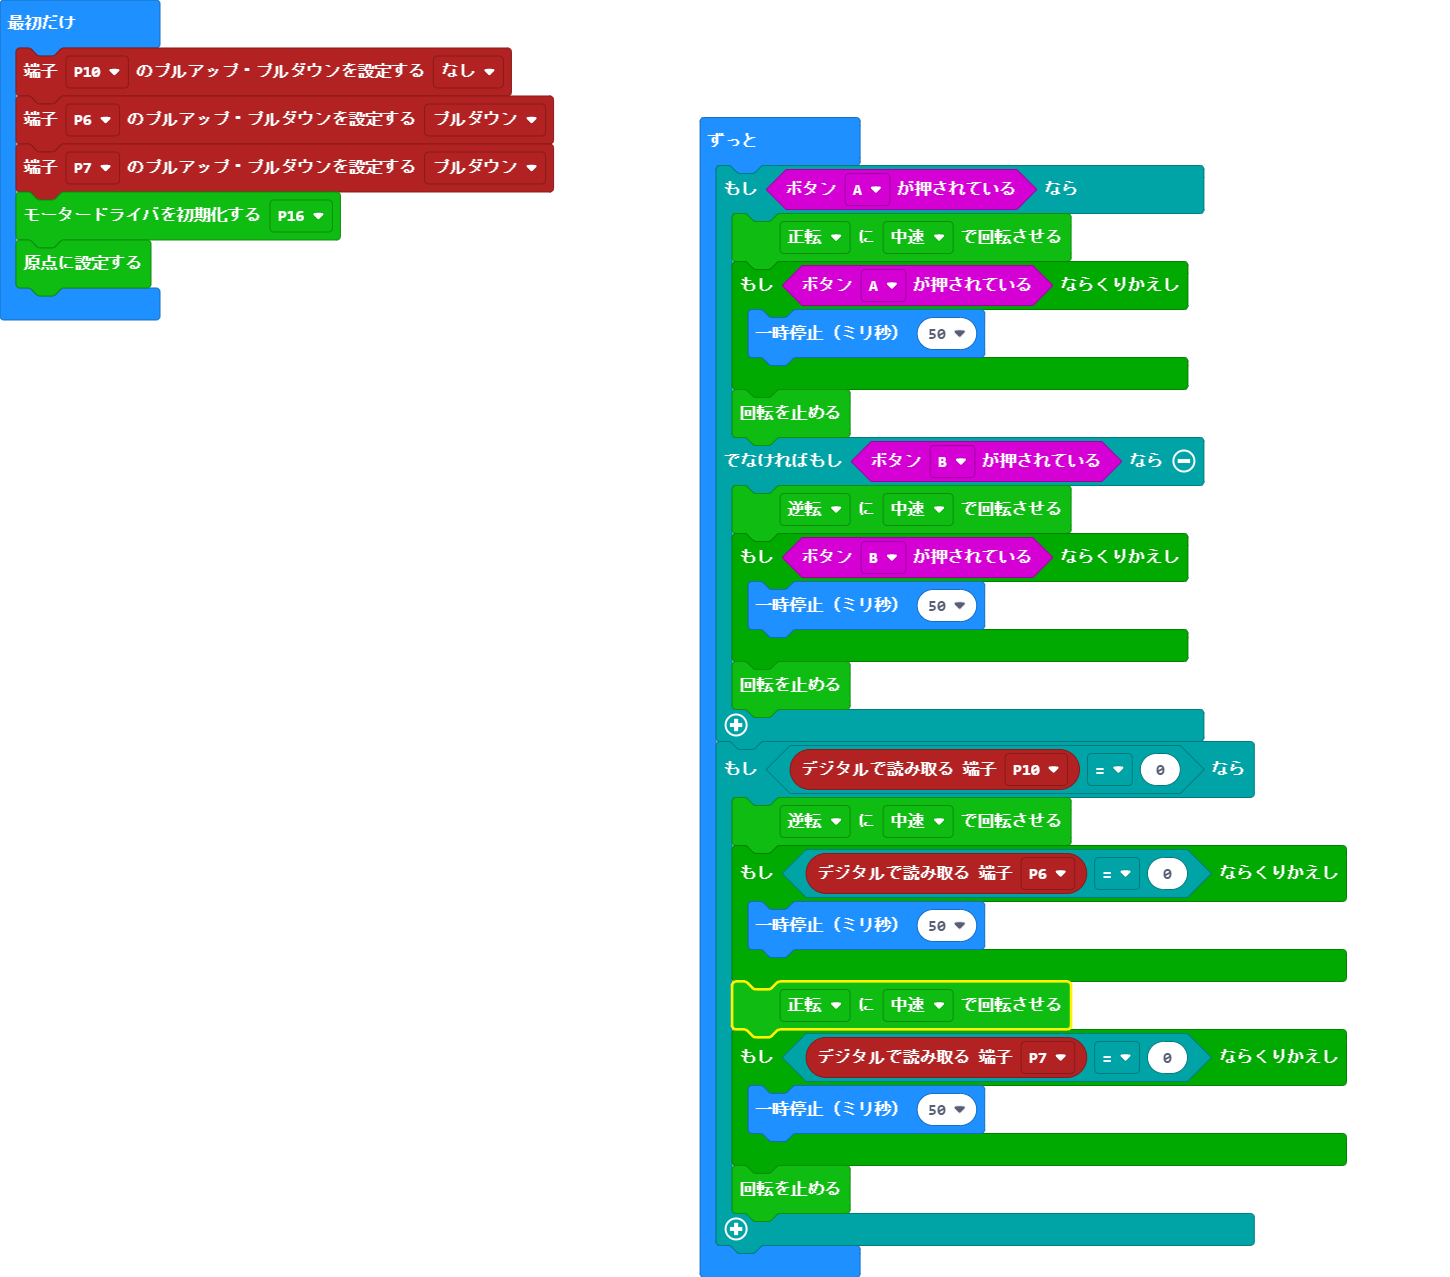 最初だけ
端子 P10 のプルアップ・プルダウンを設定する なし
端子 P6 のプルアップ・プルダウンを設定する プルダウン
端子 P7 のプルアップ・プルダウンを設定する プルダウン
モータードライバを初期化する P16
原点に設定する
ずっと
もし ボタン A が押されている なら
正転 に 中速 で回転させる
もし ボタン A が押されている ならくりかえし
一時停止（ミリ秒） 50
回転を止める
でなければもし ボタン B が押されている なら
逆転 に 中速 で回転させる
もし ボタン B が押されている ならくりかえし
一時停止（ミリ秒） 50
回転を止める
もし デジタルで読み取る 端子 P10 = 0 なら
逆転 に 中速 で回転させる
もし デジタルで読み取る 端子 P6 = 0 ならくりかえし
一時停止（ミリ秒） 50
正転 に 中速 で回転させる
もし デジタルで読み取る 端子 P7 = 0 ならくりかえし
一時停止（ミリ秒） 50
回転を止める